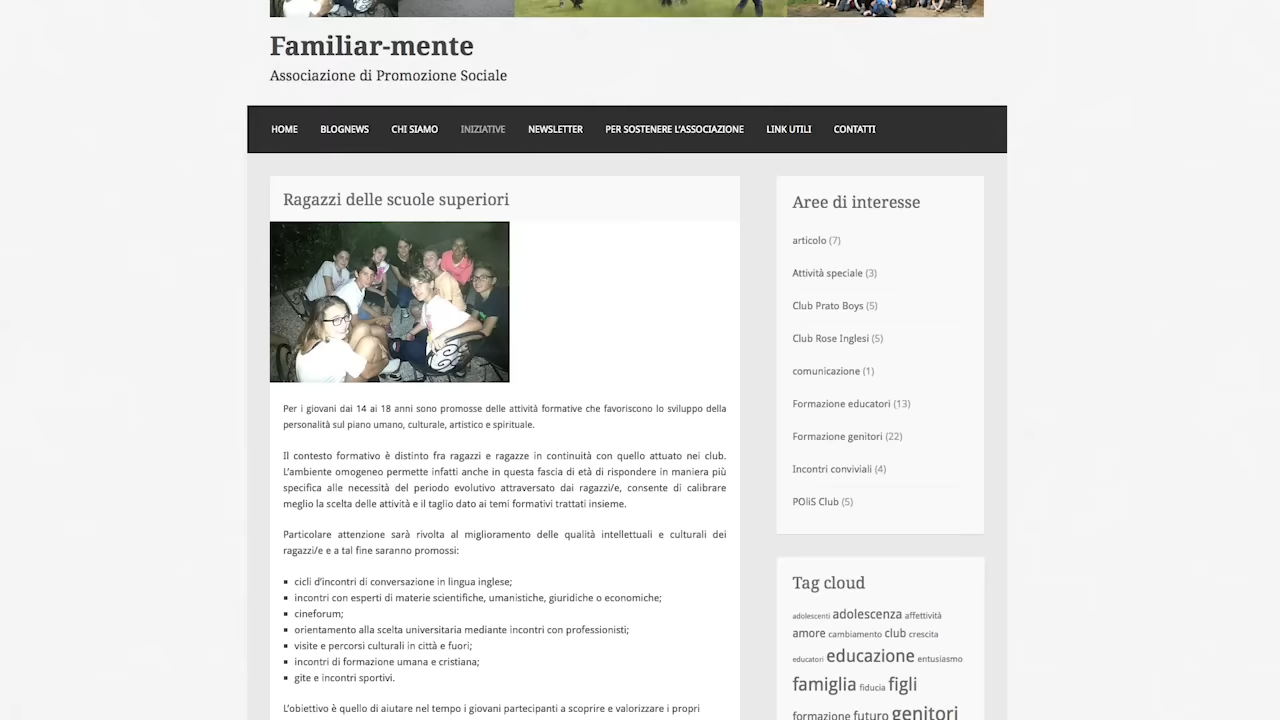 Familiar-mente
Associazione di Promozione Sociale
HOME BLOGNEWS CHI SIAMO INIZIATIVE NEWSLETTER PER SOSTENERE L'ASSOCIAZIONE LINK UTILI CONTATTI
Ragazzi delle scuole superiori
Per i giovani dai 14 ai 18 anni sono promosse delle attività formative che favoriscono lo sviluppo della
personalità sul piano umano, culturale, artistico e spirituale.
Il contesto formativo è distinto fra ragazzi e ragazze in continuità con quello attuato nei club.
L'ambiente omogeneo permette infatti anche in questa fascia di età di rispondere in maniera più
specifica alle necessità del periodo evolutivo attraversato dai ragazzi/e, consente di calibrare
meglio la scelta delle attività e il taglio dato ai temi formativi trattati insieme.
Particolare attenzione sarà rivolta al miglioramento delle qualità intellettuali e culturali dei
ragazzi/e e a tal fine saranno promossi:
▪ cicli d'incontri di conversazione in lingua inglese;
▪ incontri con esperti di materie scientifiche, umanistiche, giuridiche o economiche;
▪ cineforum;
▪ orientamento alla scelta universitaria mediante incontri con professionisti;
▪ visite e percorsi culturali in città e fuori;
▪ incontri di formazione umana e cristiana;
▪ gite e incontri sportivi.
L'obiettivo è quello di aiutare nel tempo i giovani partecipanti a scoprire e valorizzare i propri
Aree di interesse
articolo (7)
Attività speciale (3)
Club Prato Boys (5)
Club Rose Inglesi (5)
comunicazione (1)
Formazione educatori (13)
Formazione genitori (22)
Incontri conviviali (4)
POliS Club (5)
Tag cloud
adolescenti adolescenza affettività
amore cambiamento club crescita
educatori educazione entusiasmo
famiglia fiducia figli
formazione futuro genitori